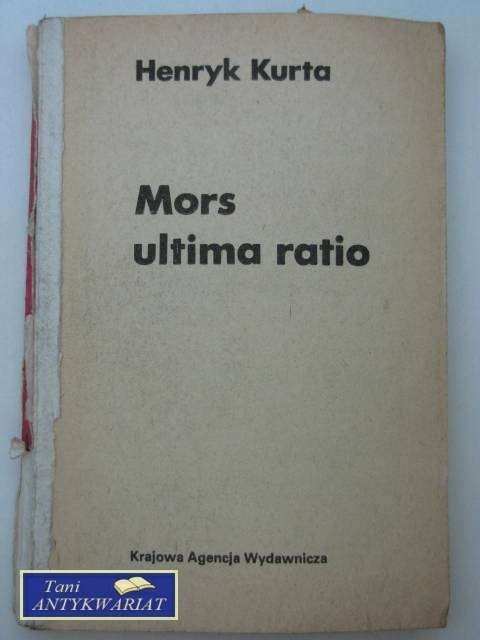 Henryk Kurta
Mors
ultima ratio
Krajowa Agencja Wydawnicza
Tani
ANTYKWARIAT